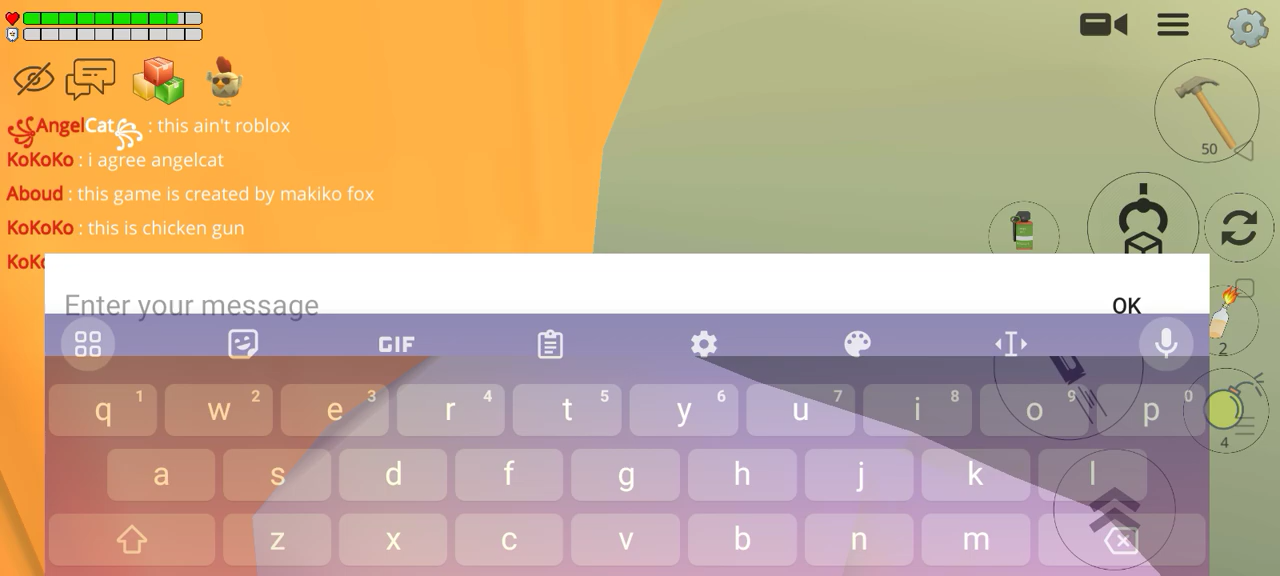 AngelCat : this ain't roblox
KoKoKo : i agree angelcat
Aboud : this game is created by makiko fox
KoKoKo : this is chicken gun
50
Enter your message
OK
GIF
2
q 1 w 2 e 3 r 4 t 5 y 6 u 7 i 8 o 9 p 0
4
a s d f g h j k l
z x c v b n m